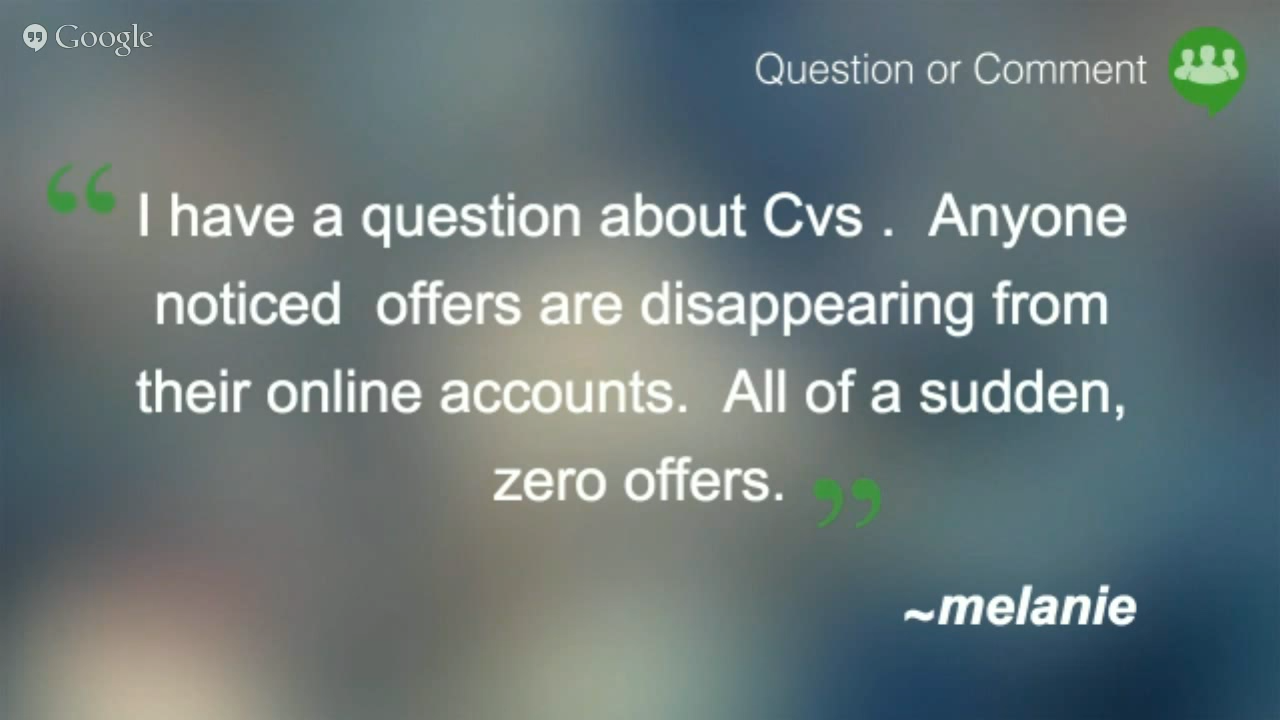 Google
Question or Comment
“ I have a question about Cvs .  Anyone
noticed  offers are disappearing from
their online accounts.  All of a sudden,
zero offers. ”
~melanie